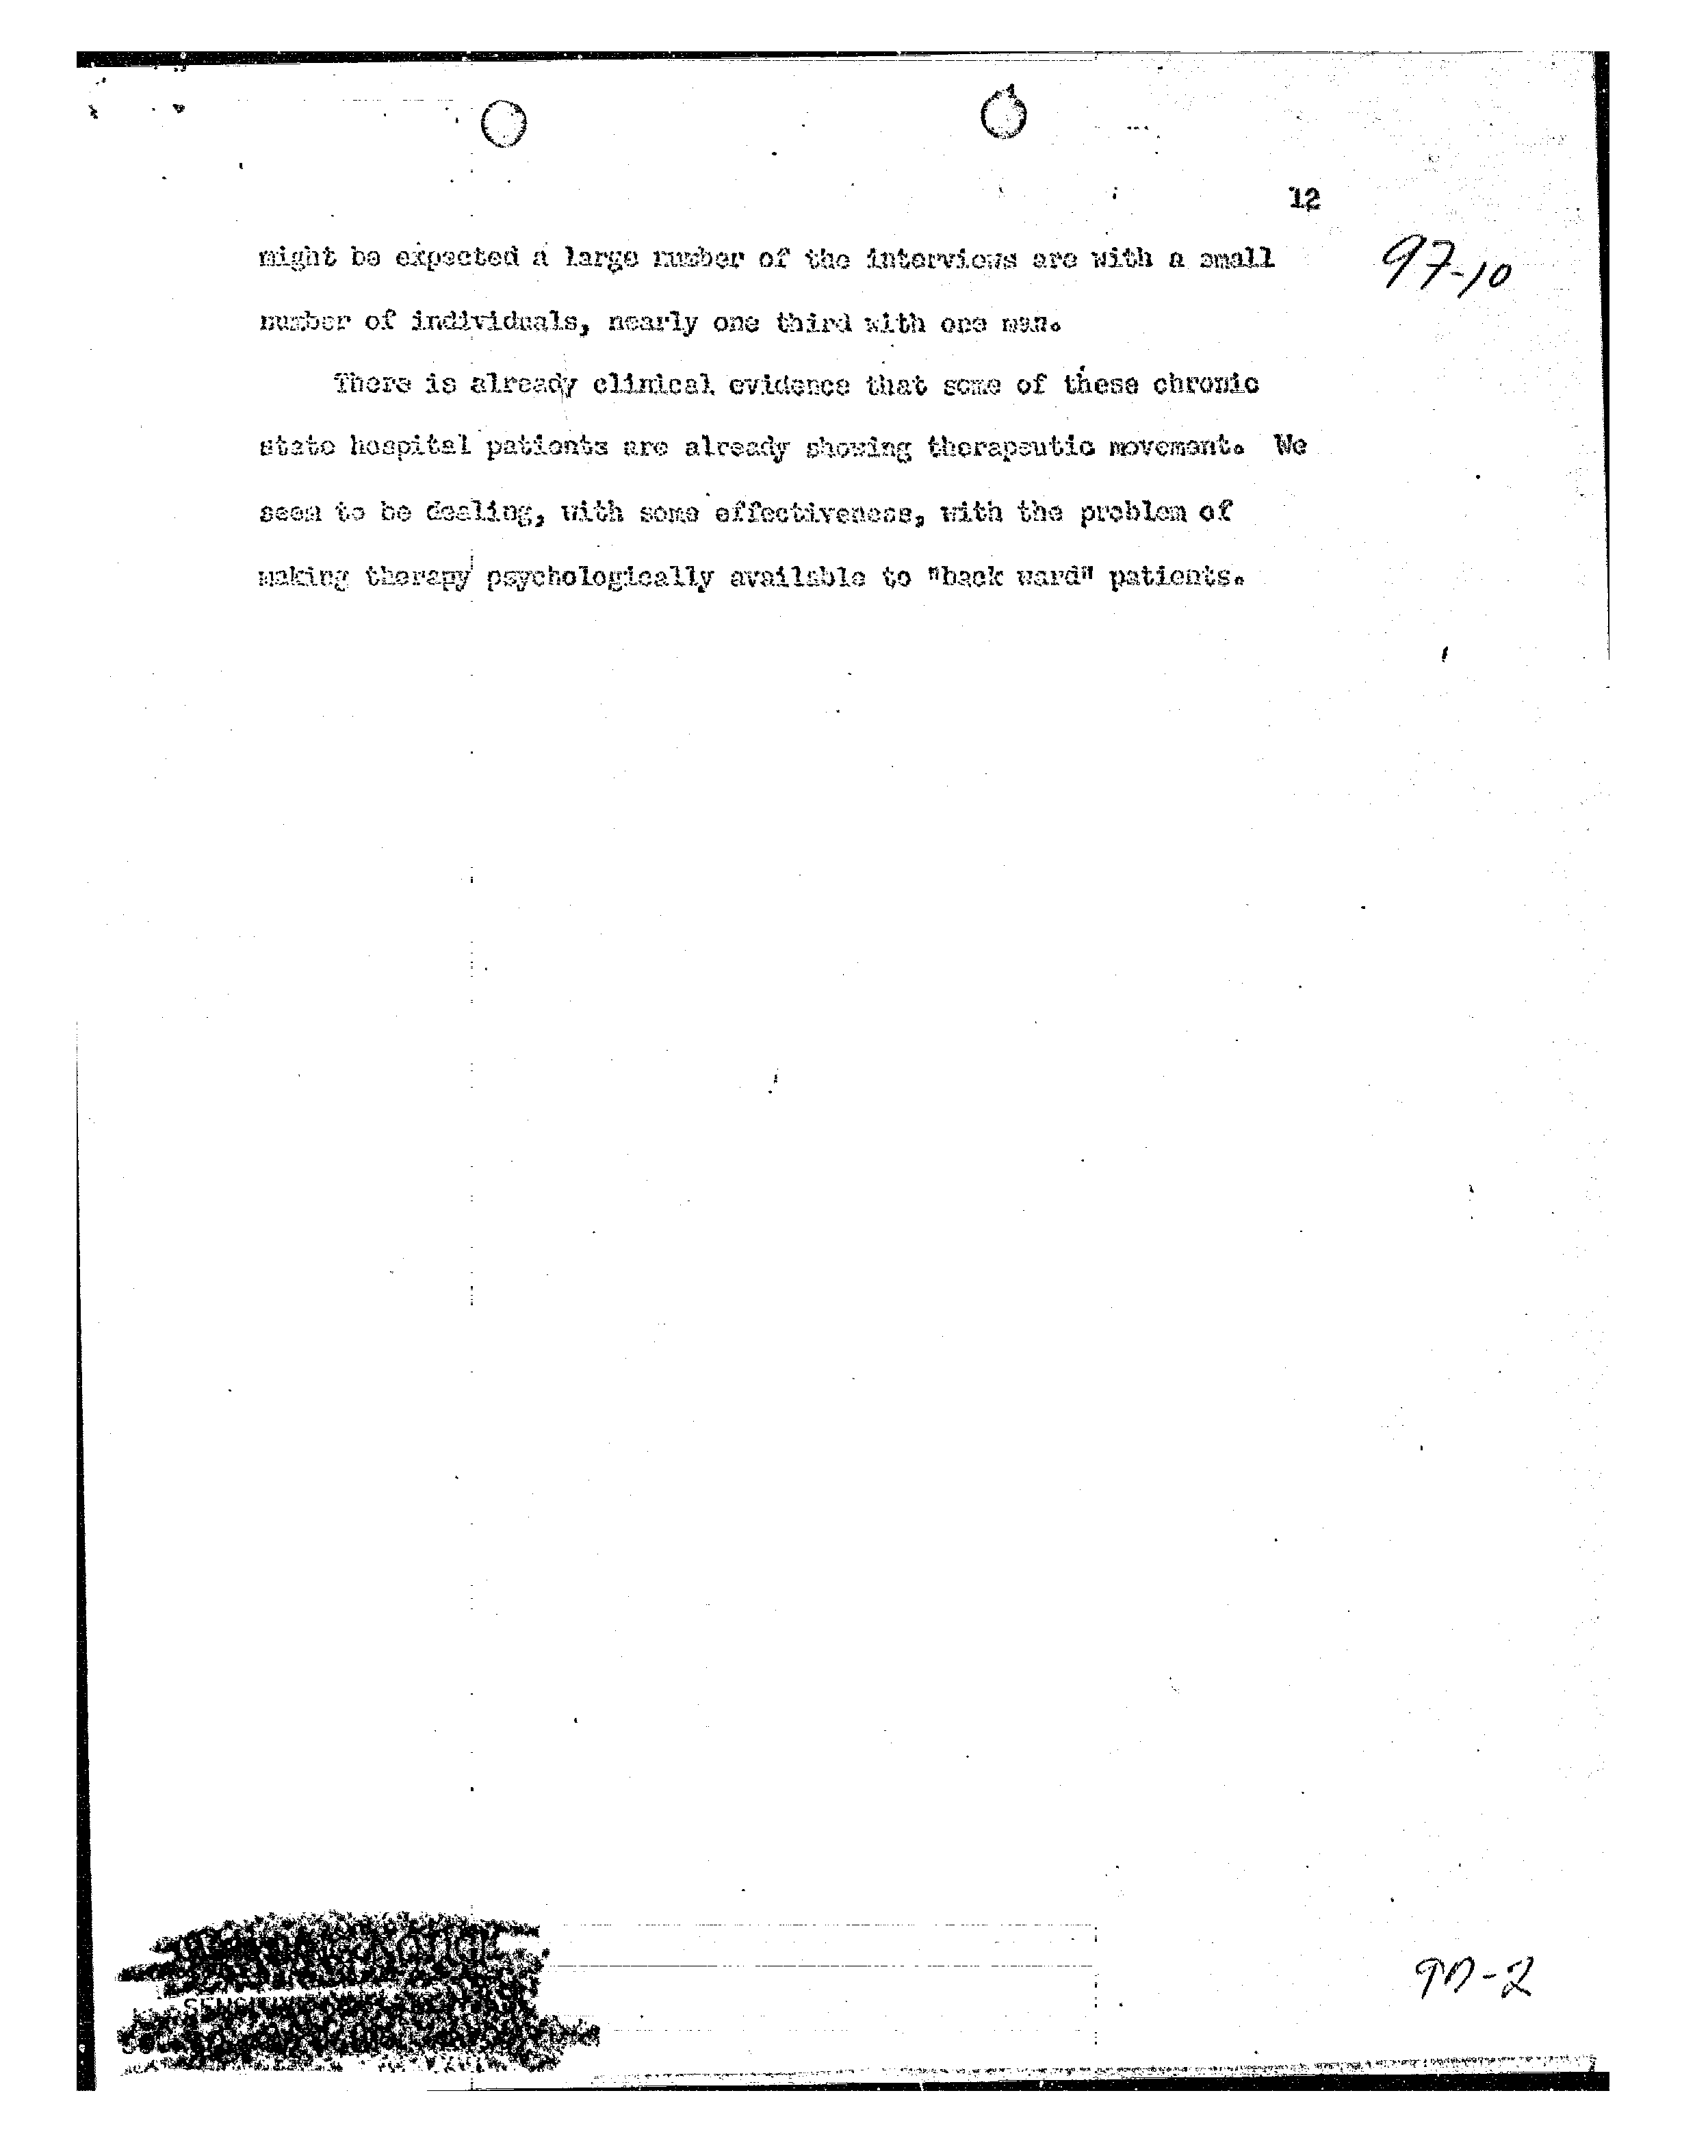 12
97-10
might be expected a large number of the interviews are with a small
number of individuals, nearly one third with one man.
There is already clinical evidence that some of these chronic
state hospital patients are already showing therapeutic movement. We
seem to be dealing, with some effectiveness, with the problem of
making therapy psychologically available to "back ward" patients.
NOTICE
SENSITIVE